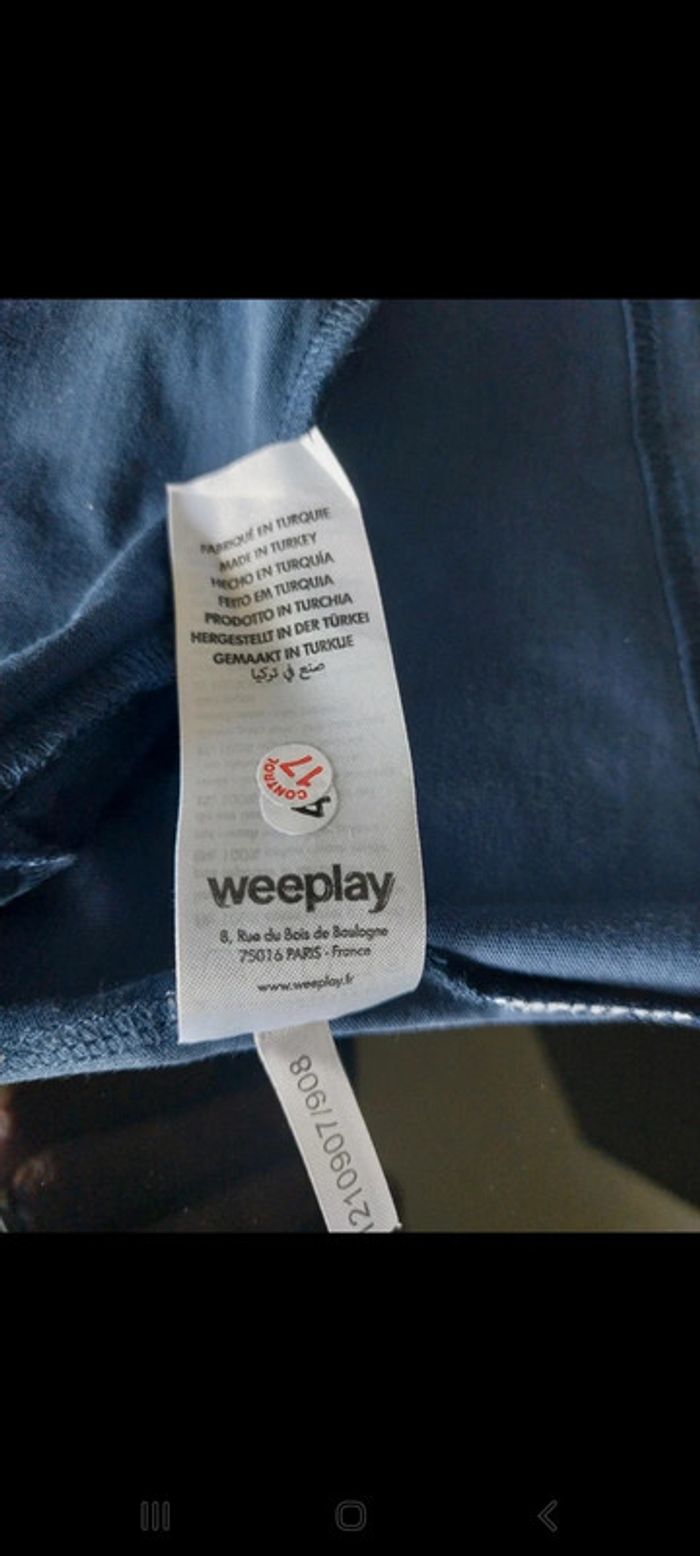 FABRIQUÉ EN TURQUIE
MADE IN TURKEY
HECHO EN TURQUÍA
FEITO EM TURQUIA
PRODOTTO IN TURCHIA
HERGESTELLT IN DER TÜRKEI
GEMAAKT IN TURKIJE
صنع في تركيا
CONTROL
17
A
weeplay
8, Rue du Bois de Boulogne
75016 PARIS - France
www.weeplay.fr
1210907/908